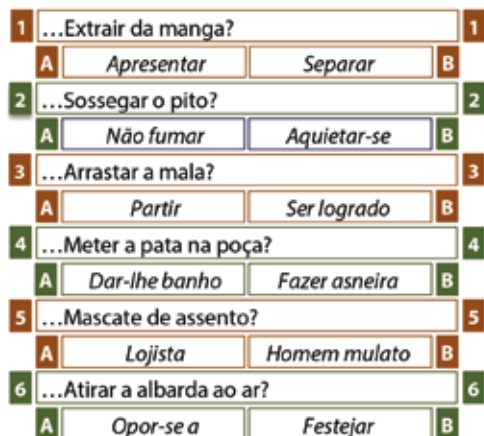 1 ...Extrair da manga? 1
A Apresentar Separar B
2 ...Sossegar o pito? 2
A Não fumar Aquietar-se B
3 ...Arrastar a mala? 3
A Partir Ser logrado B
4 ...Meter a pata na poça? 4
A Dar-lhe banho Fazer asneira B
5 ...Mascate de assento? 5
A Lojista Homem mulato B
6 ...Atirar a albarda ao ar? 6
A Opor-se a Festejar B